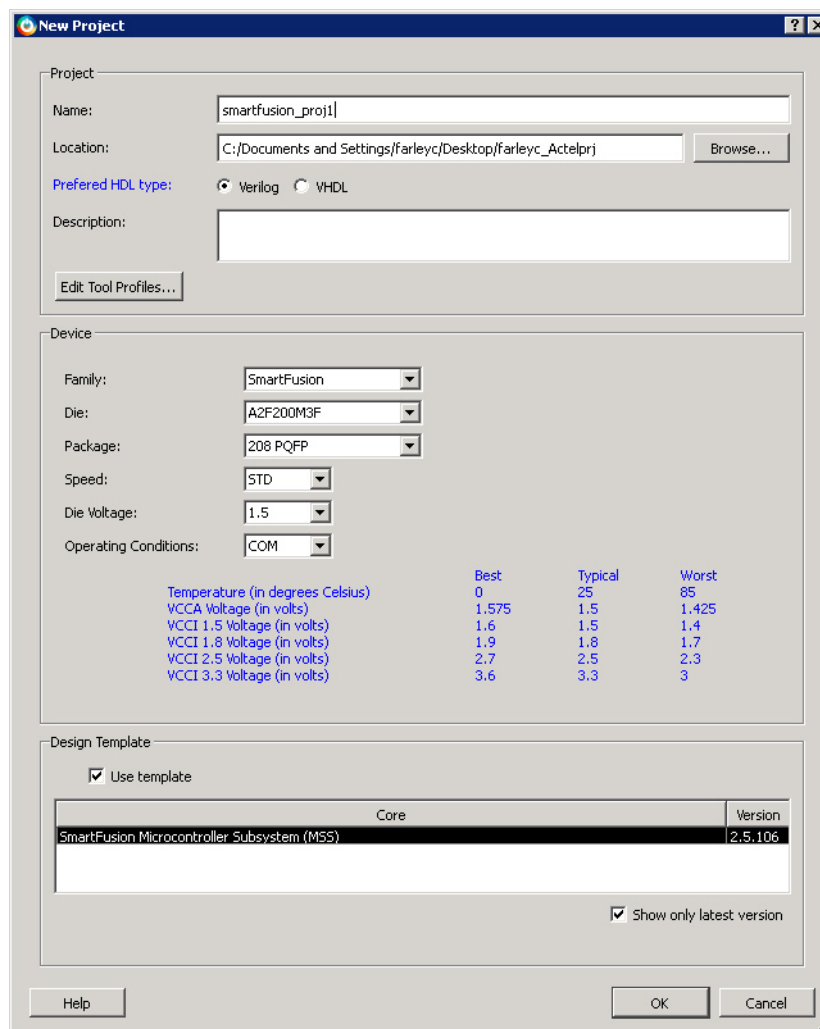 New Project
Project
Name: smartfusion_proj1
Location: C:/Documents and Settings/farleyc/Desktop/farleyc_Actelprj Browse...
Prefered HDL type: Verilog VHDL
Description:
Edit Tool Profiles...
Device
Family: SmartFusion
Die: A2F200M3F
Package: 208 PQFP
Speed: STD
Die Voltage: 1.5
Operating Conditions: COM
Best Typical Worst
Temperature (in degrees Celsius) 0 25 85
VCCA Voltage (in volts) 1.575 1.5 1.425
VCCI 1.5 Voltage (in volts) 1.6 1.5 1.4
VCCI 1.8 Voltage (in volts) 1.9 1.8 1.7
VCCI 2.5 Voltage (in volts) 2.7 2.5 2.3
VCCI 3.3 Voltage (in volts) 3.6 3.3 3
Design Template
Use template
Core Version
SmartFusion Microcontroller Subsystem (MSS) 2.5.106
Show only latest version
Help OK Cancel